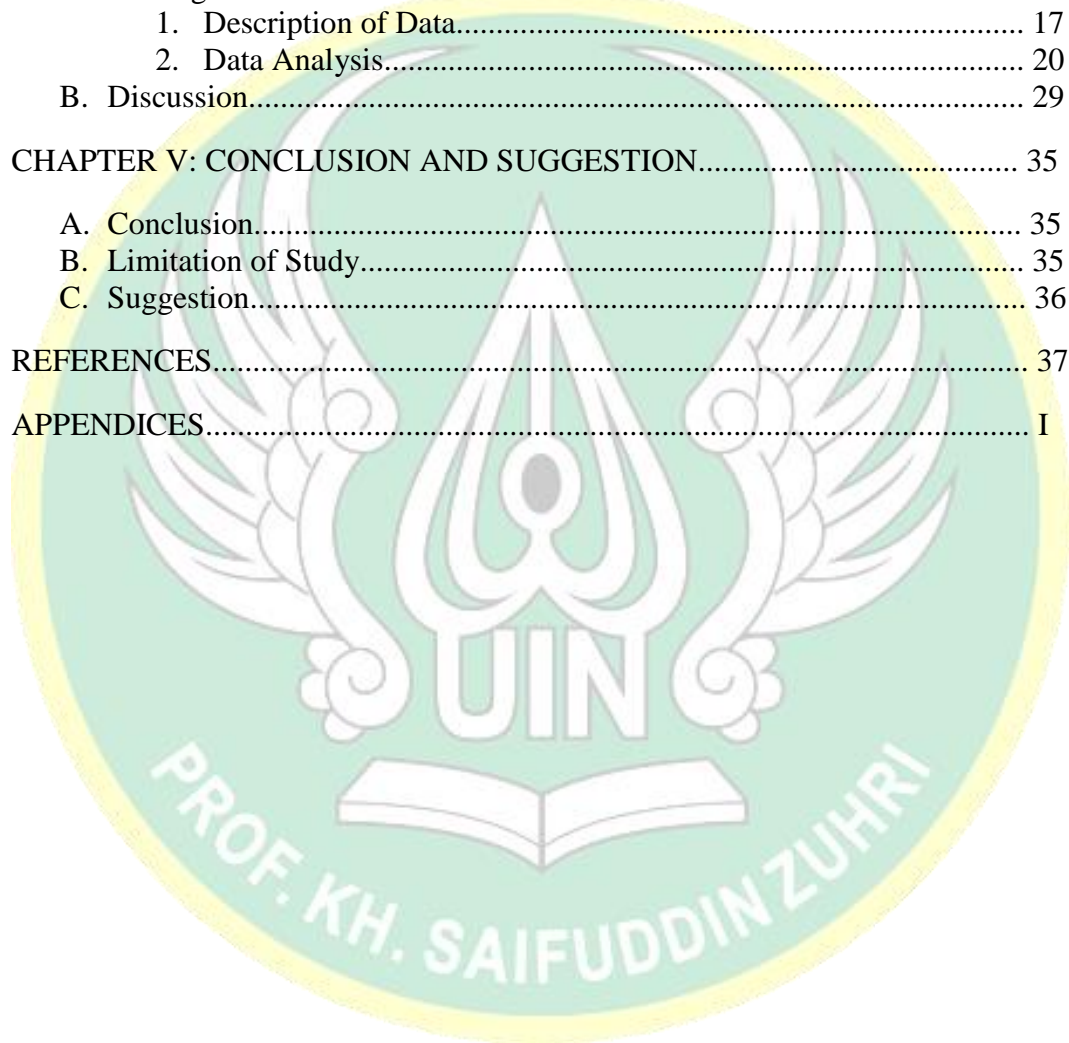 1. Description of Data.......................................................................... 17
2. Data Analysis.................................................................................... 20
B. Discussion..................................................................................................... 29
CHAPTER V: CONCLUSION AND SUGGESTION......................................... 35
A. Conclusion.................................................................................................... 35
B. Limitation of Study....................................................................................... 35
C. Suggestion..................................................................................................... 36
REFERENCES.......................................................................................................... 37
APPENDICES........................................................................................................... I
UIN
PROF. KH. SAIFUDDIN ZUHRI